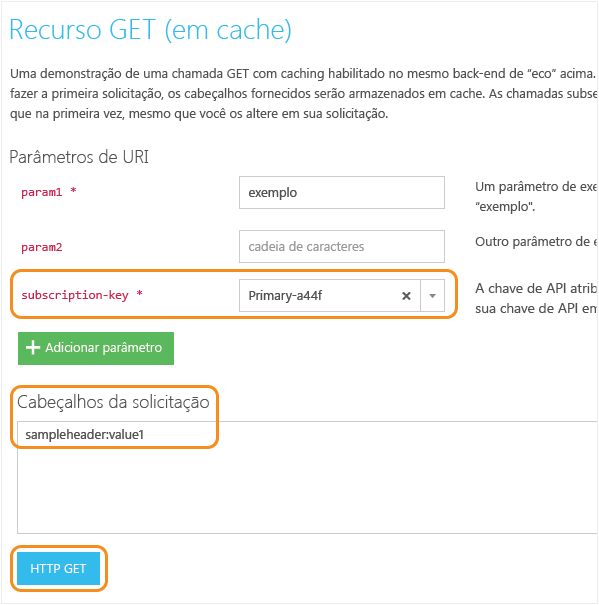 Recurso GET (em cache)
Uma demonstração de uma chamada GET com caching habilitado no mesmo back-end de “eco” acima.
fazer a primeira solicitação, os cabeçalhos fornecidos serão armazenados em cache. As chamadas subse
que na primeira vez, mesmo que você os altere em sua solicitação.
Parâmetros de URI
param1 * exemplo Um parâmetro de exe
“exemplo".
param2 cadeia de caracteres Outro parâmetro de e
subscription-key * Primary-a44f A chave de API atrib
sua chave de API em
Adicionar parâmetro
Cabeçalhos da solicitação
sampleheader:value1
HTTP GET